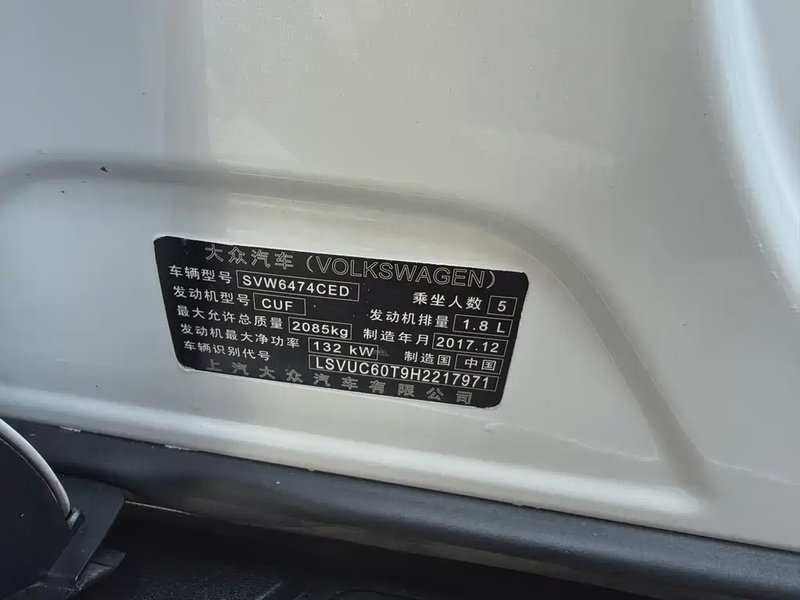 大众汽车(VOLKSWAGEN)
车辆型号 SVW6474CED 乘坐人数 5
发动机型号 CUF 发动机排量 1.8 L
最大允许总质量 2085kg 制造年月 2017.12
发动机最大净功率 132 kW 制造国 中国
车辆识别代号 LSVUC60T9H2217971
上汽大众汽车有限公司